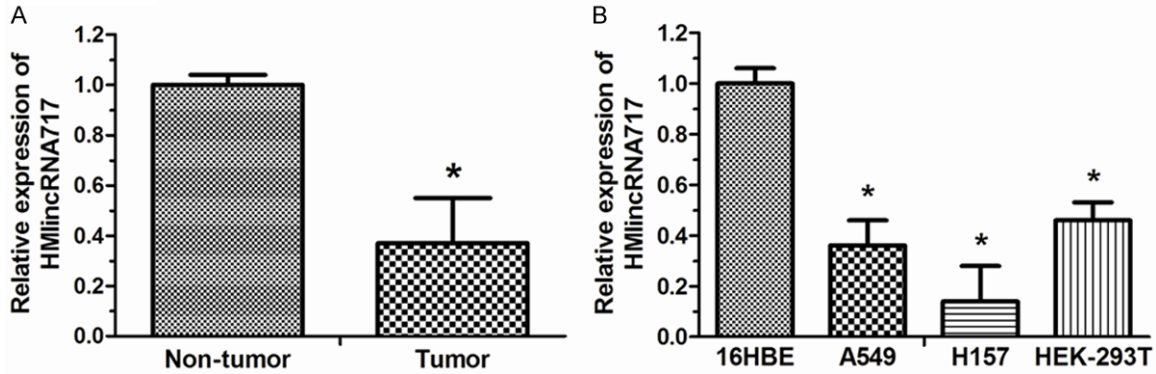 A
Relative expression of
HMlincRNA717
1.2
1.0
0.8
0.6
0.4
0.2
0.0
*
Non-tumor
Tumor
B
Relative expression of
HMlincRNA717
1.2
1.0
0.8
0.6
0.4
0.2
0.0
*
*
*
16HBE
A549
H157
HEK-293T